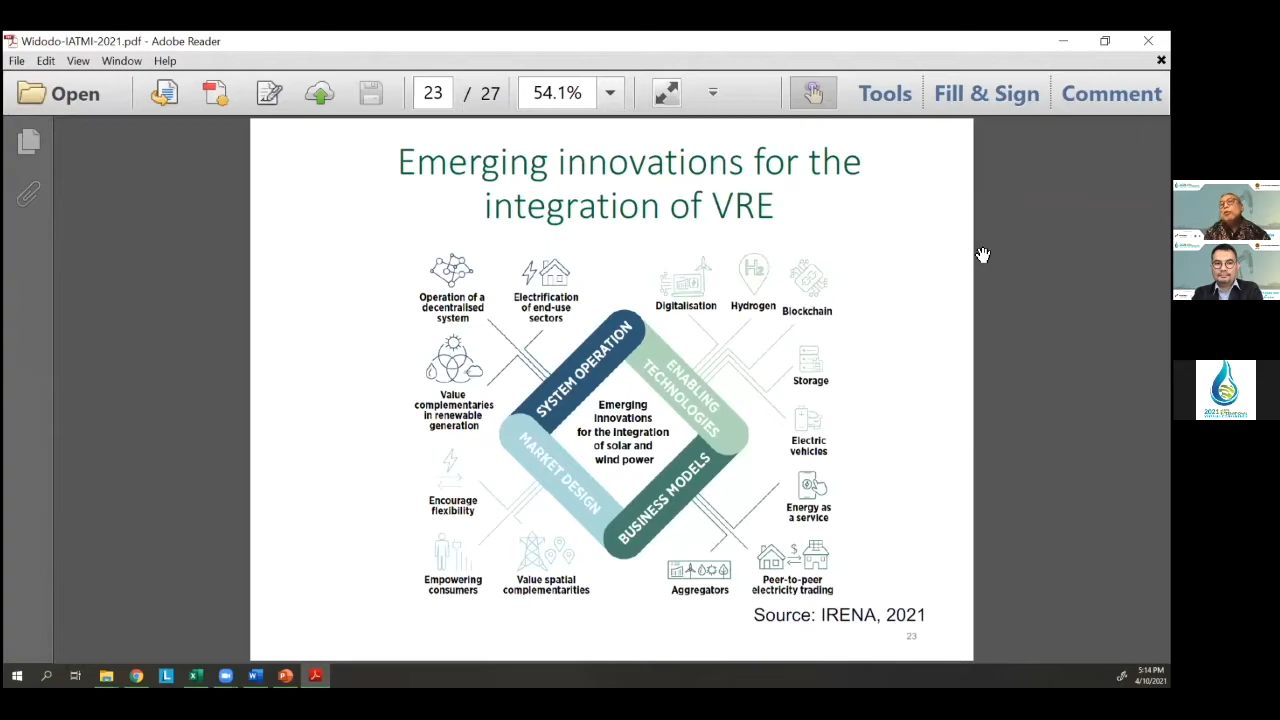 Widodo-IATMI-2021.pdf - Adobe Reader
File Edit View Window Help
Open
23 / 27
54.1%
Tools
Fill & Sign
Comment
Emerging innovations for the
integration of VRE
Operation of a
decentralised
system
Electrification
of end-use
sectors
Digitalisation
H2
Hydrogen
Blockchain
Value
complementaries
in renewable
generation
Storage
SYSTEM OPERATION
ENABLING
TECHNOLOGIES
Emerging
innovations
for the integration
of solar and
wind power
Electric
vehicles
MARKET DESIGN
BUSINESS MODELS
Encourage
flexibility
Energy as
a service
Empowering
consumers
Value spatial
complementarities
Aggregators
$
Peer-to-peer
electricity trading
Source: IRENA, 2021
23
5:14 PM
4/10/2021
2021